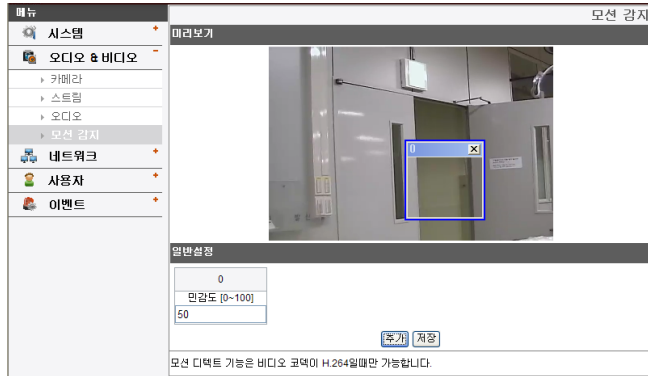 메뉴
모션 감지
시스템 +
미리보기
오디오 & 비디오 -
카메라
스트림
오디오
모션 감지
네트워크 +
사용자 +
이벤트 +
0
일반설정
0
민감도 [0~100]
50
추가 저장
모션 디텍트 기능은 비디오 코덱이 H.264일때만 가능합니다.